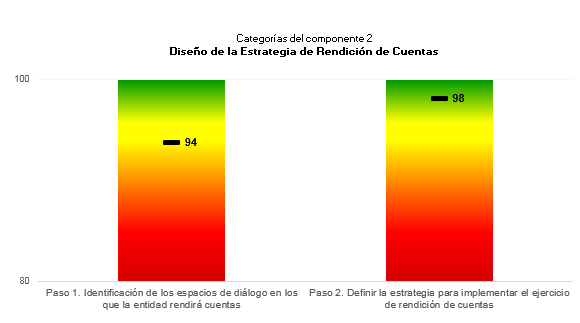 Categorías del componente 2
Diseño de la Estrategia de Rendición de Cuentas
100
98
94
80
Paso 1. Identificación de los espacios de diálogo en los
que la entidad rendirá cuentas
Paso 2. Definir la estrategia para implementar el ejercicio
de rendición de cuentas